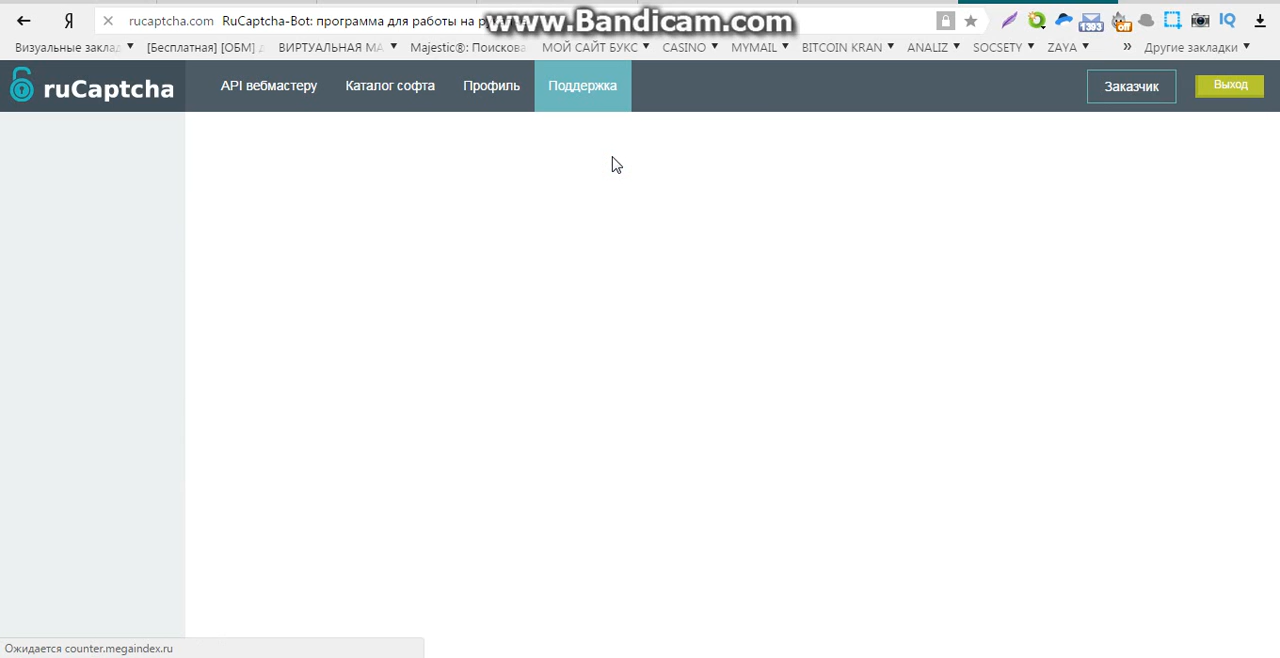 www.Bandicam.com
rucaptcha.com RuCaptcha-Bot: программа для работы на
Визуальные заклад [Бесплатная] [ОБМ] ВИРТУАЛЬНАЯ МА Majestic®: Поискова МОЙ САЙТ БУКС CASINO MYMAIL BITCOIN KRAN ANALIZ SOCSETY ZAYA » Другие закладки
ruCaptcha API вебмастеру Каталог софта Профиль Поддержка Заказчик Выход
Ожидается counter.megaindex.ru